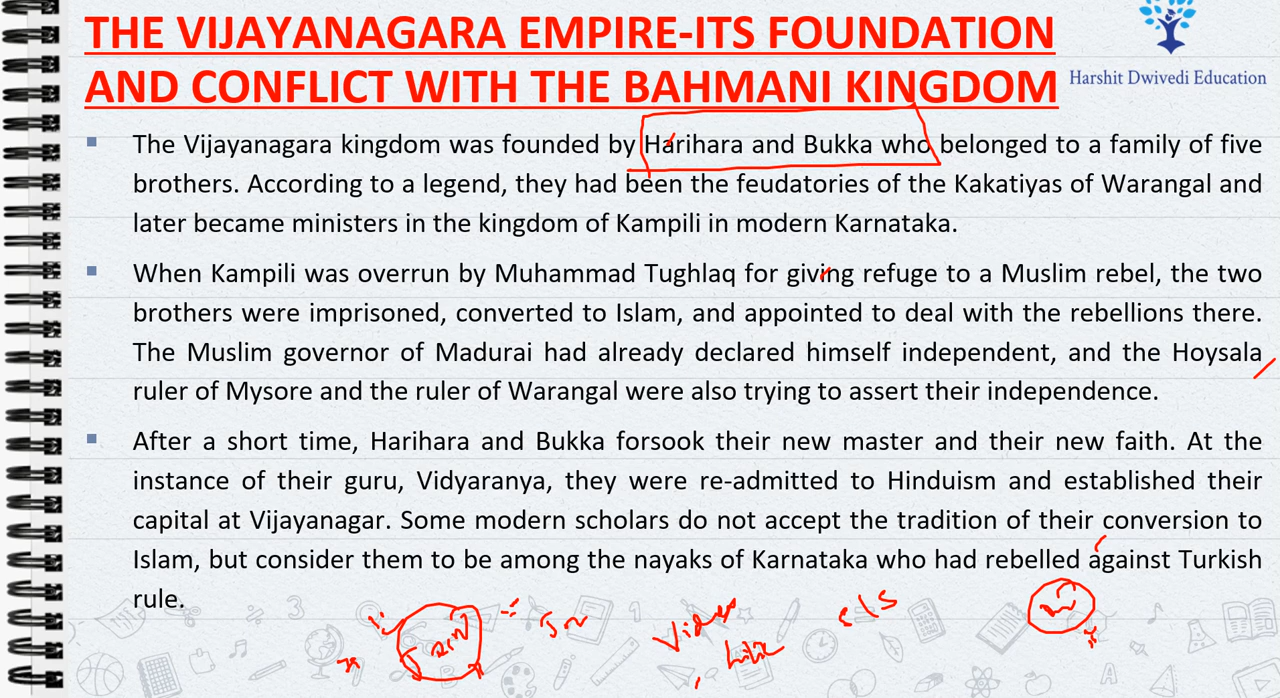 THE VIJAYANAGARA EMPIRE-ITS FOUNDATION
AND CONFLICT WITH THE BAHMANI KINGDOM
Harshit Dwivedi Education
▪ The Vijayanagara kingdom was founded by Harihara and Bukka who belonged to a family of five
brothers. According to a legend, they had been the feudatories of the Kakatiyas of Warangal and
later became ministers in the kingdom of Kampili in modern Karnataka.
▪ When Kampili was overrun by Muhammad Tughlaq for giving refuge to a Muslim rebel, the two
brothers were imprisoned, converted to Islam, and appointed to deal with the rebellions there.
The Muslim governor of Madurai had already declared himself independent, and the Hoysala
ruler of Mysore and the ruler of Warangal were also trying to assert their independence.
▪ After a short time, Harihara and Bukka forsook their new master and their new faith. At the
instance of their guru, Vidyaranya, they were re-admitted to Hinduism and established their
capital at Vijayanagar. Some modern scholars do not accept the tradition of their conversion to
Islam, but consider them to be among the nayaks of Karnataka who had rebelled against Turkish
rule.